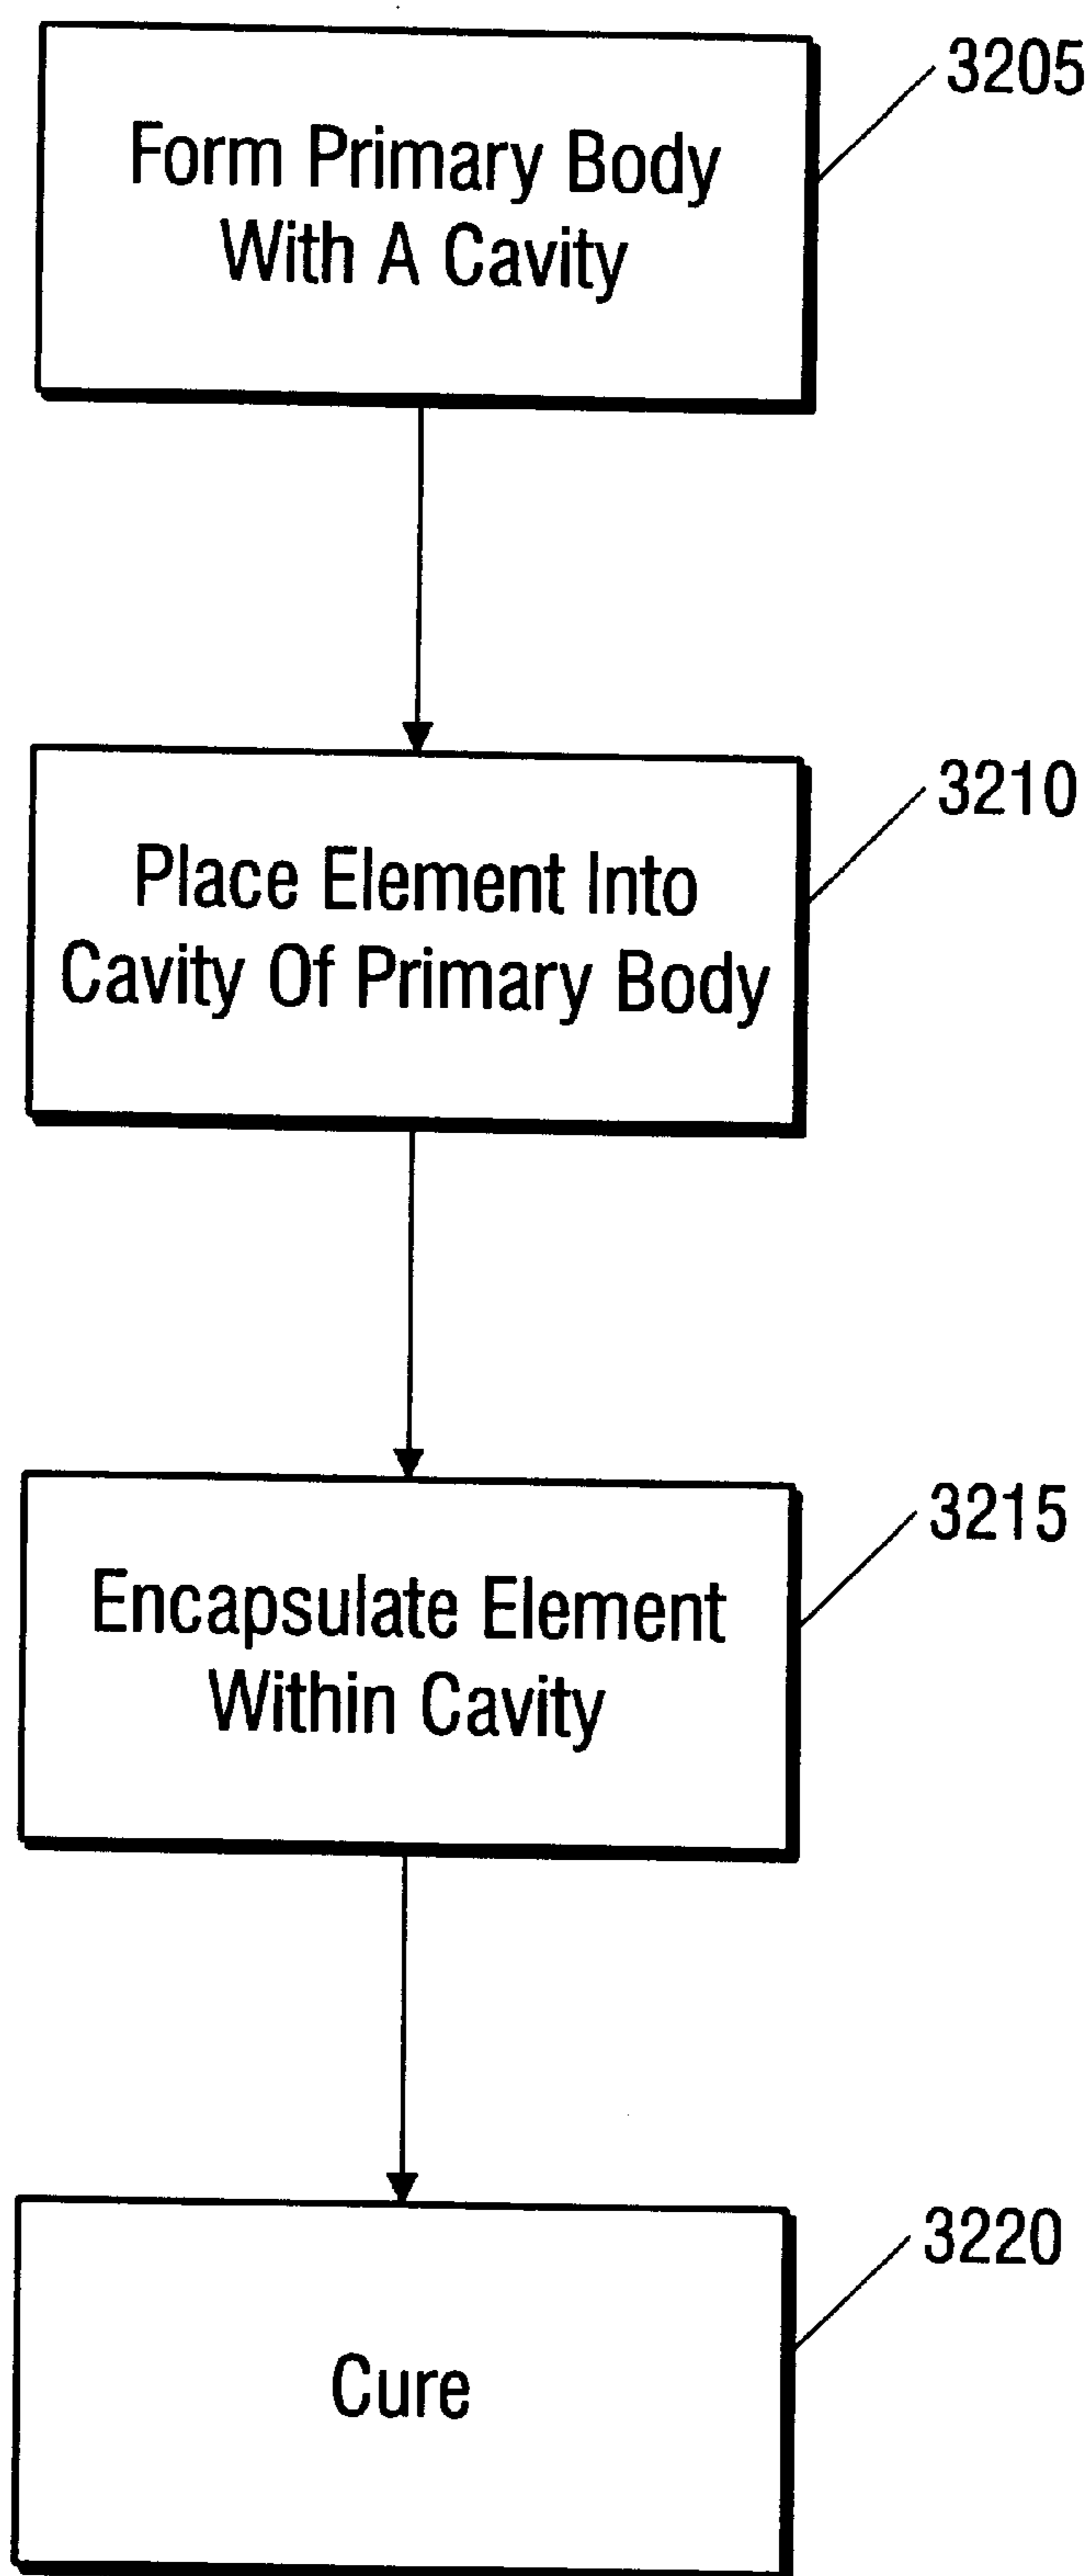 3205
Form Primary Body
With A Cavity
3210
Place Element Into
Cavity Of Primary Body
3215
Encapsulate Element
Within Cavity
3220
Cure